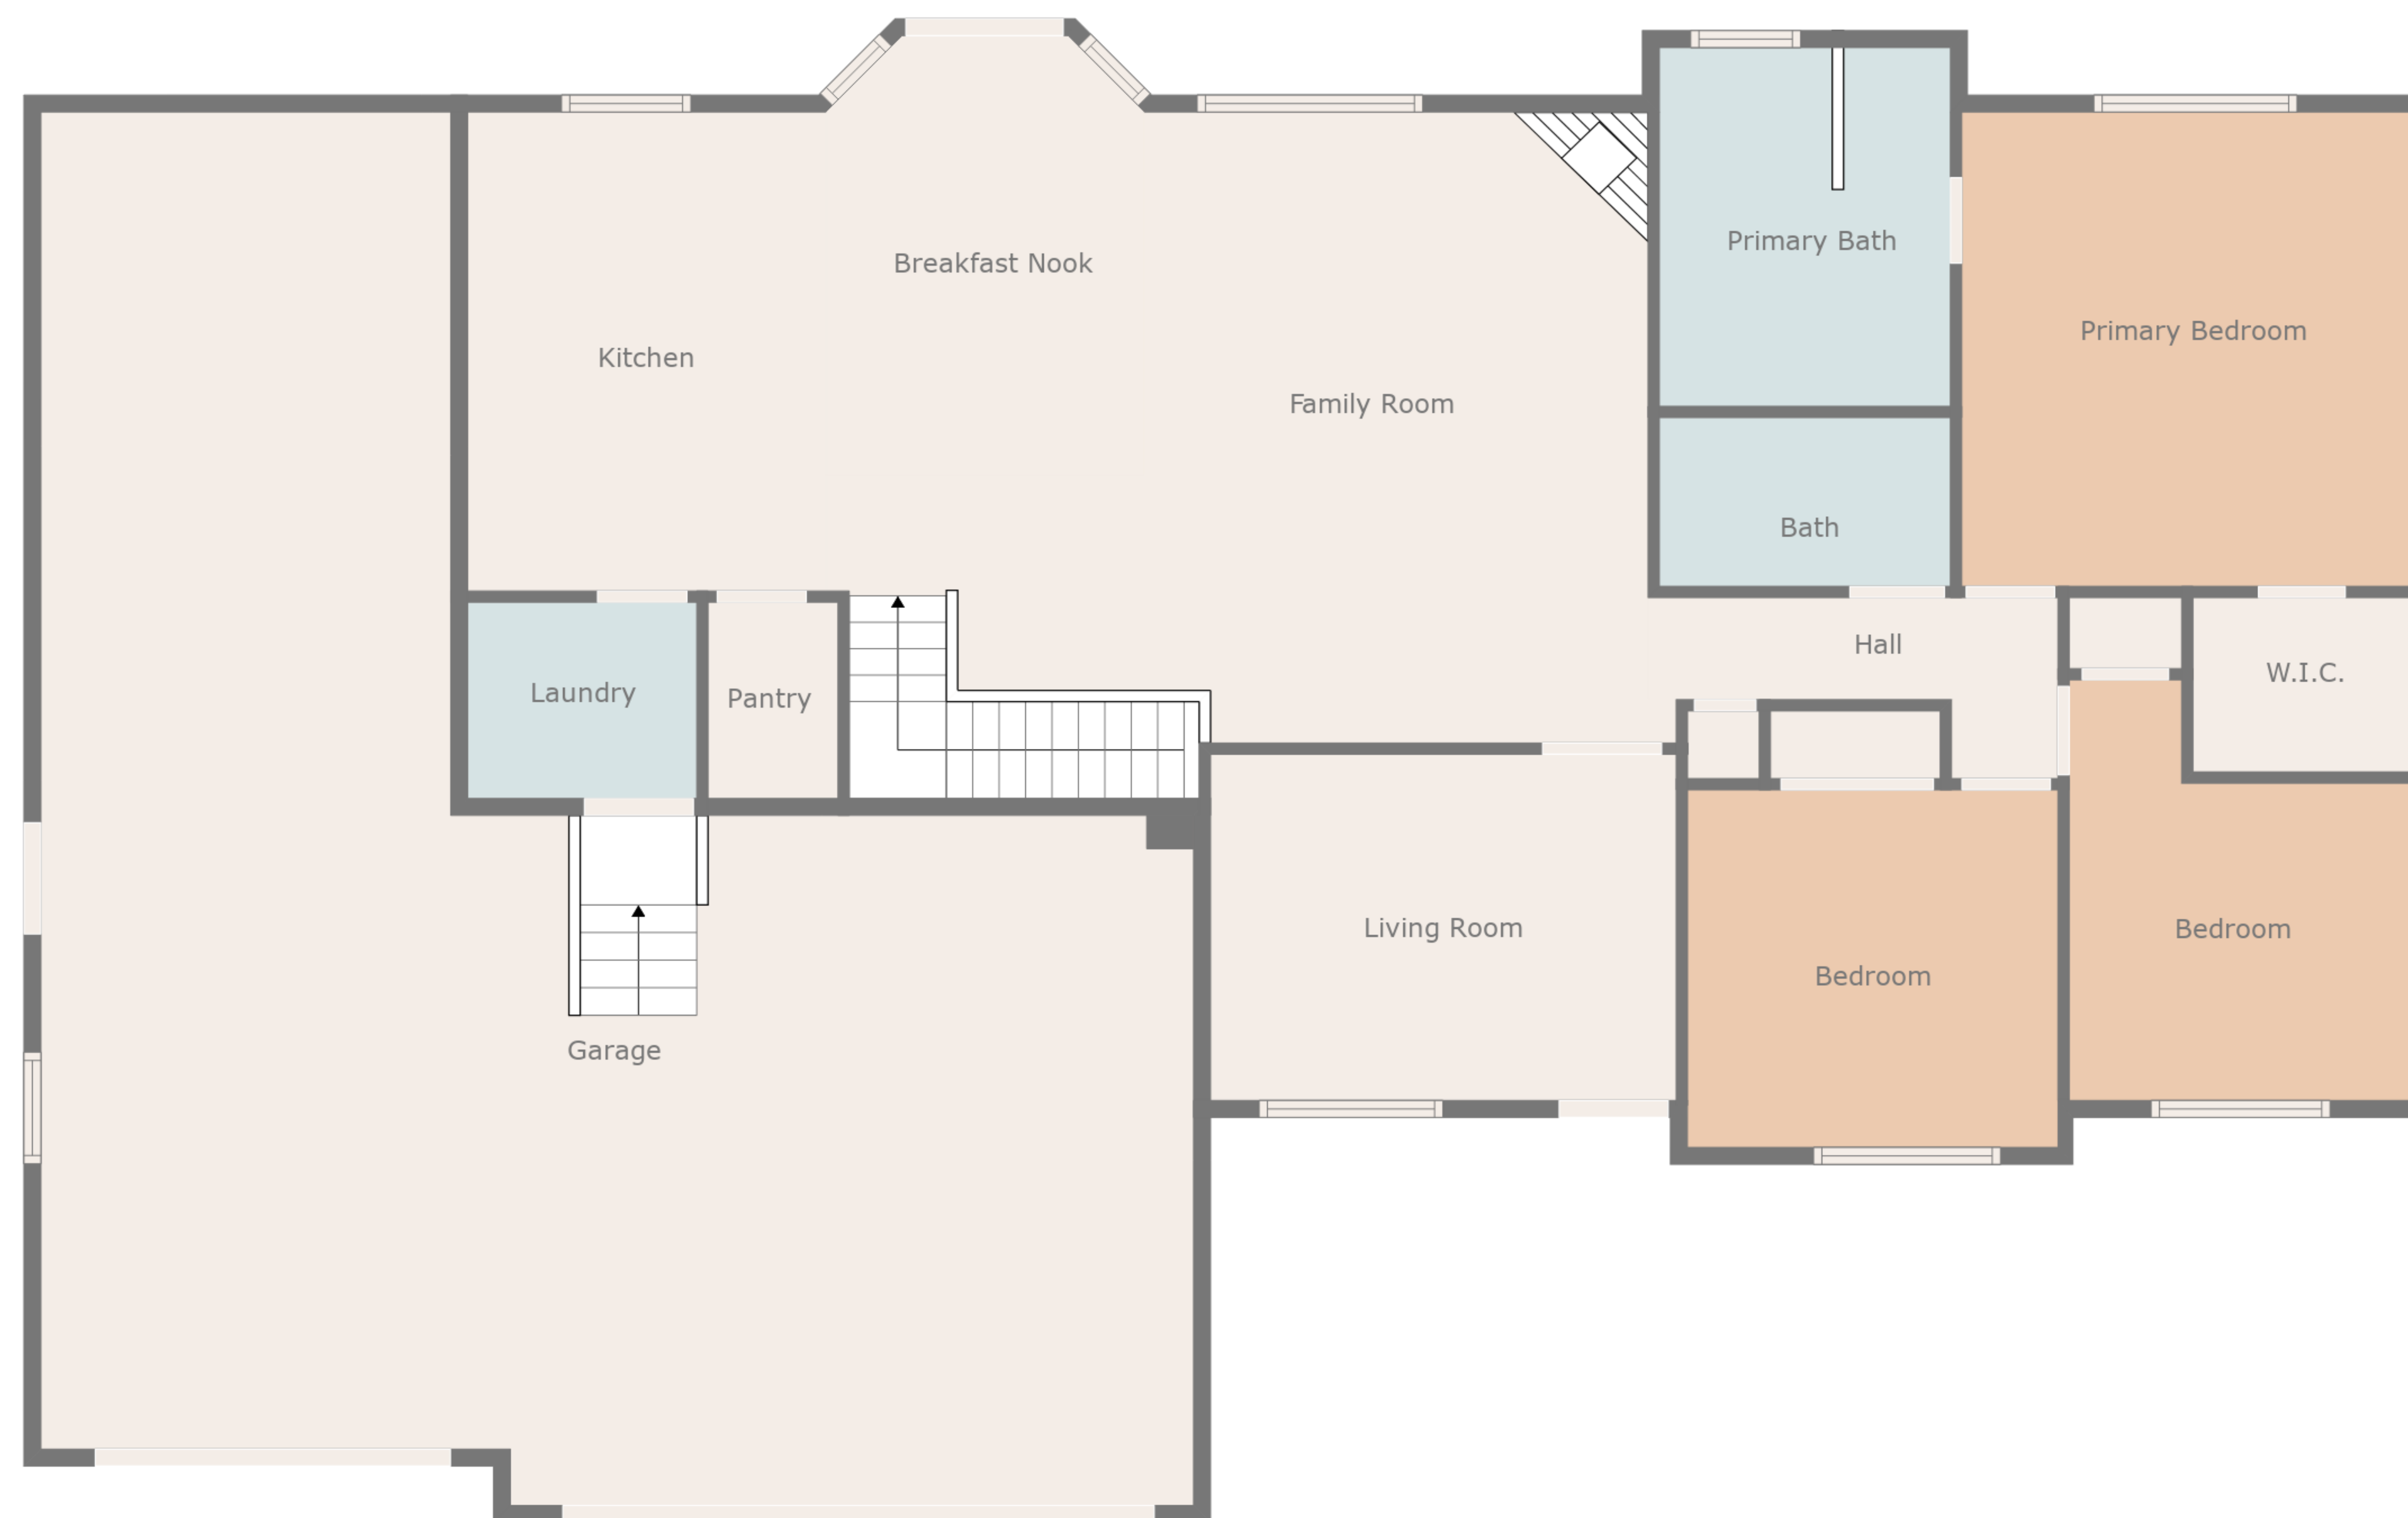 Primary Bath
Breakfast Nook
Primary Bedroom
Kitchen
Family Room
Bath
Hall
W.I.C.
Laundry
Pantry
Living Room
Bedroom
Bedroom
Garage